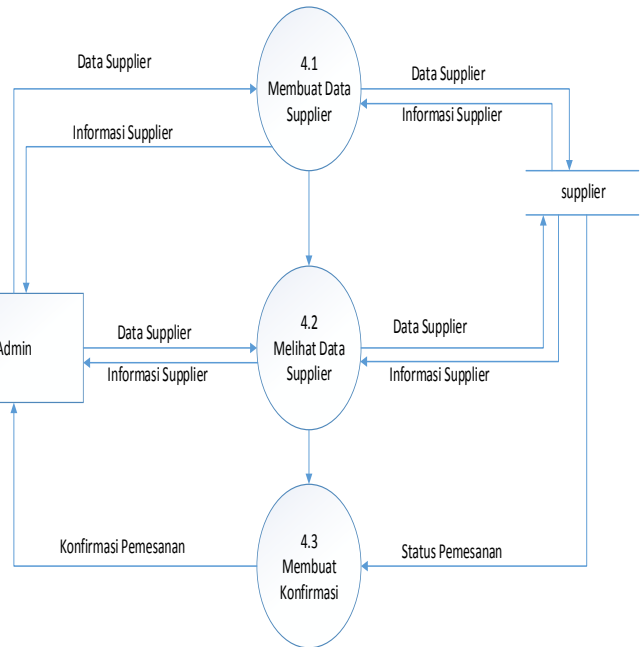 4.1
Membuat Data
Supplier
Data Supplier
Data Supplier
Informasi Supplier
Informasi Supplier
supplier
4.2
Melihat Data
Supplier
Admin
Data Supplier
Data Supplier
Informasi Supplier
Informasi Supplier
4.3
Membuat
Konfirmasi
Konfirmasi Pemesanan
Status Pemesanan